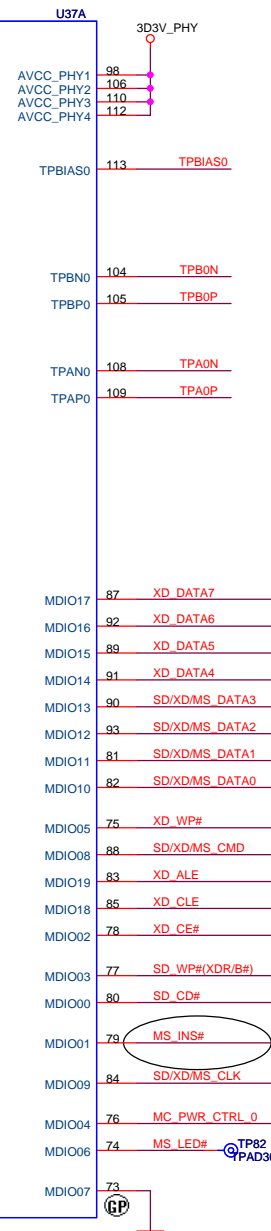 U37A
3D3V_PHY
AVCC_PHY1 98
AVCC_PHY2 106
AVCC_PHY3 110
AVCC_PHY4 112
TPBIAS0 113 TPBIAS0
TPBN0 104 TPB0N
TPBP0 105 TPB0P
TPAN0 108 TPA0N
TPAP0 109 TPA0P
MDIO17 87 XD_DATA7
MDIO16 92 XD_DATA6
MDIO15 89 XD_DATA5
MDIO14 91 XD_DATA4
MDIO13 90 SD/XD/MS_DATA3
MDIO12 93 SD/XD/MS_DATA2
MDIO11 81 SD/XD/MS_DATA1
MDIO10 82 SD/XD/MS_DATA0
MDIO05 75 XD_WP#
MDIO08 88 SD/XD/MS_CMD
MDIO19 83 XD_ALE
MDIO18 85 XD_CLE
MDIO02 78 XD_CE#
MDIO03 77 SD_WP#(XDR/B#)
MDIO00 80 SD_CD#
MDIO01 79 MS_INS#
MDIO09 84 SD/XD/MS_CLK
MDIO04 76 MC_PWR_CTRL_0
MDIO06 74 MS_LED# TP82
TPAD30
MDIO07 73
GP